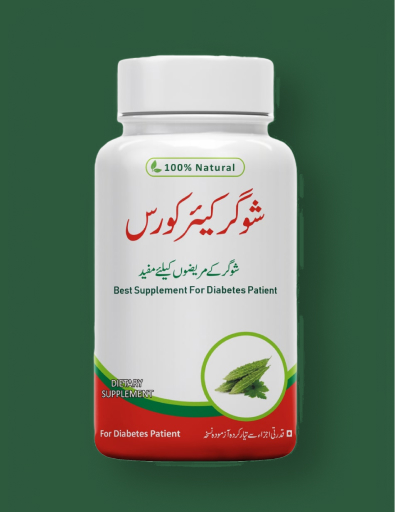 100% Natural
شوگر کیئر کورس
شوگر کے مریضوں کیلئے مفید
Best Supplement For Diabetes Patient
DIETARY
SUPPLEMENT
For Diabetes Patient
قدرتی اجزاء سے تیار کردہ آزمودہ نسخہ